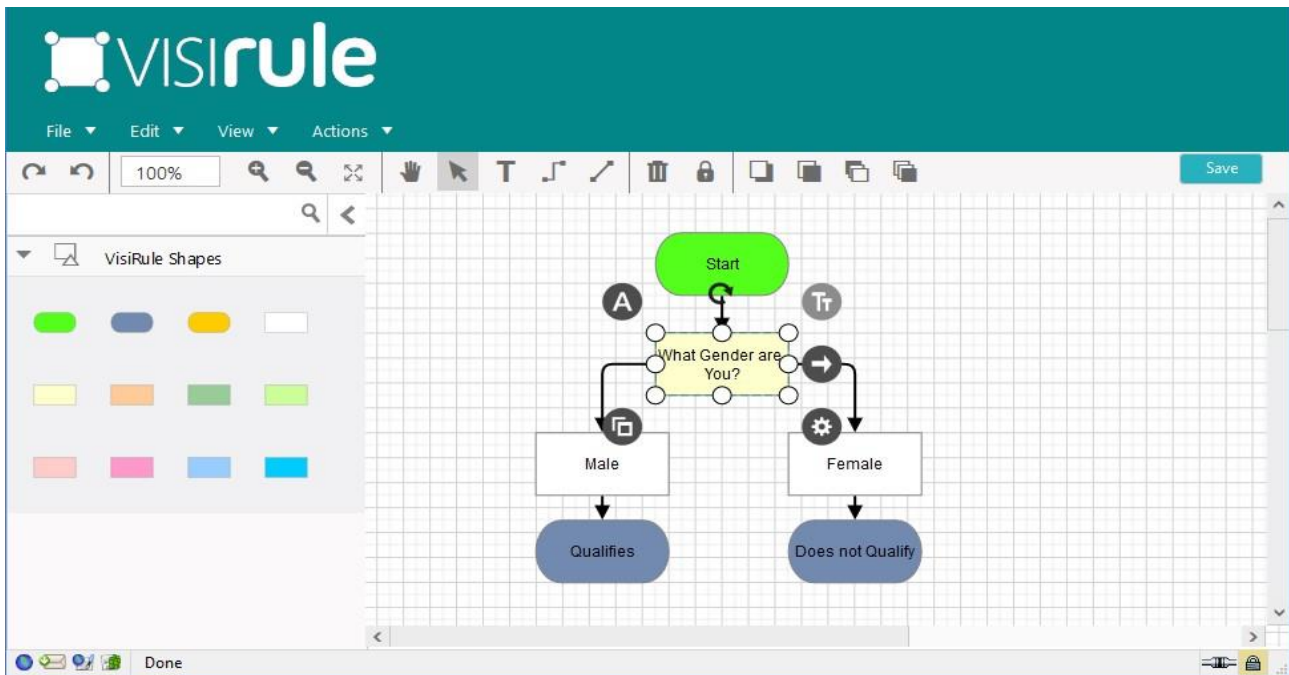 VISIrule
File Edit View Actions
100%
T
Save
VisiRule Shapes
Start
A
TT
What Gender are
You?
Male
Female
Qualifies
Does not Qualify
Done